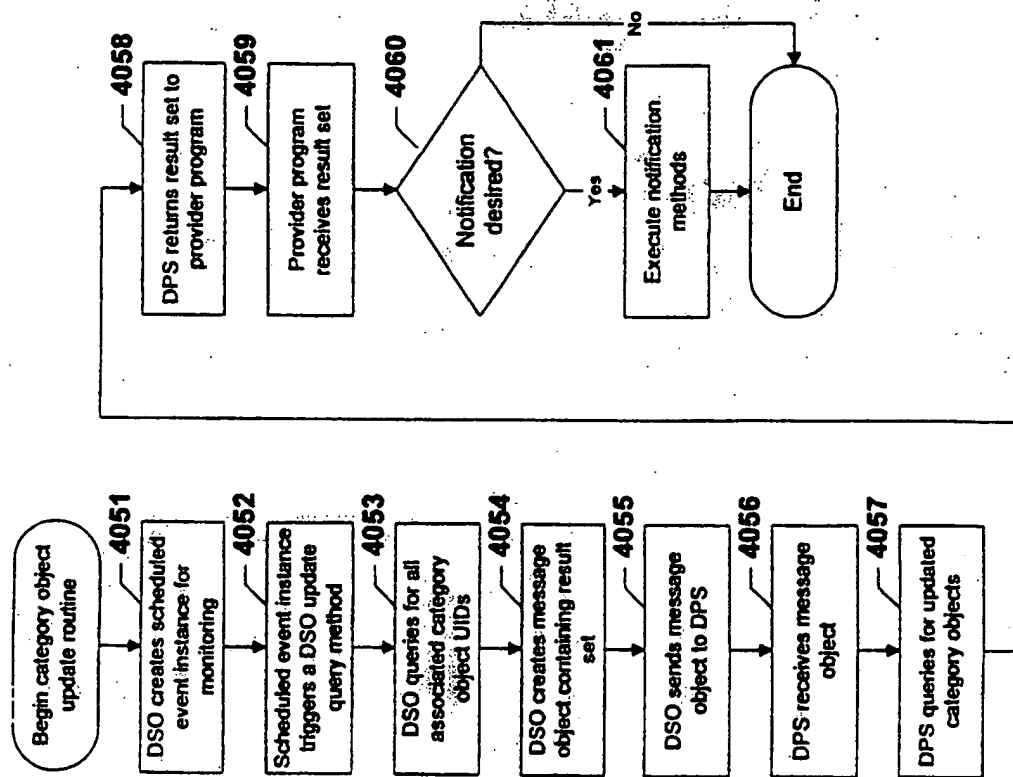 Begin category object
update routine
4051
DSO creates scheduled
event instance for
monitoring
4052
Scheduled event instance
triggers a DSO update
query method
4053
DSO queries for all
associated category
object UIDs
4054
DSO creates message
object containing result
set
4055
DSO sends message
object to DPS
4056
DPS receives message
object
4057
DPS queries for updated
category objects
4058
DPS returns result set to
provider program
4059
Provider program
receives result set
4060
Notification
desired?
No
Yes
4061
Execute notification
methods
End